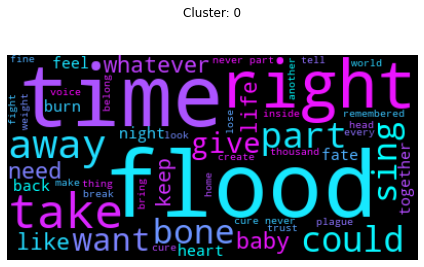 Cluster: 0
fine feel whatever never part another tell world
time right
fight weight voice burn belong inside life lose remembered
away night look give part head every sing
need flood create thousand fate together
back make thing break bring keep home cure never plague
take bone trust
like want heart cure baby could